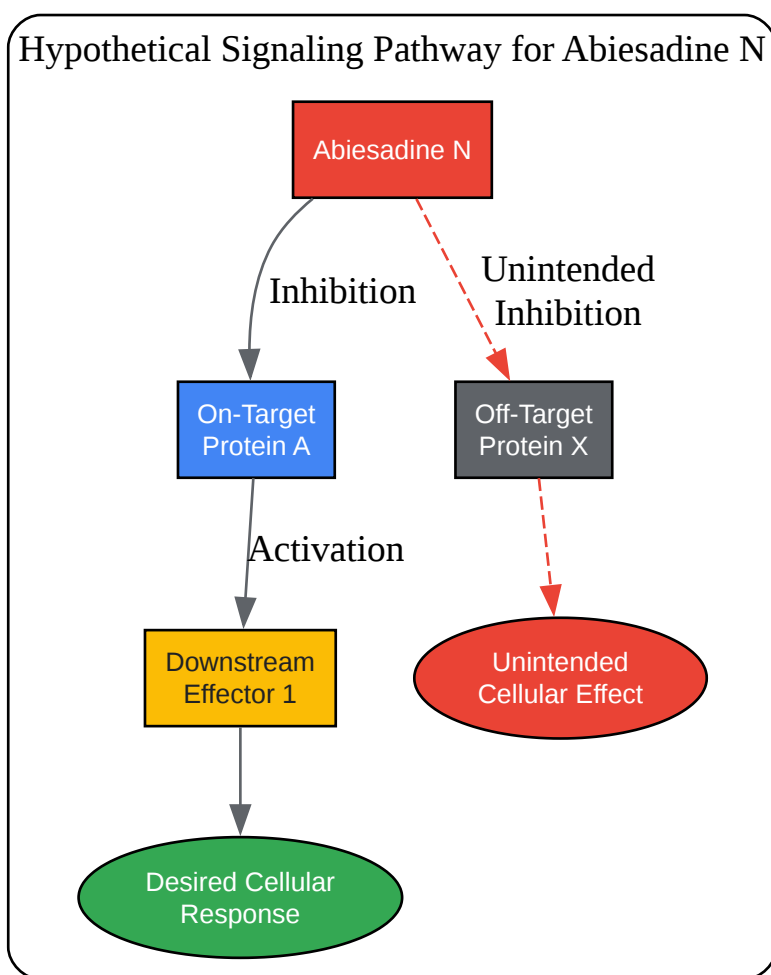 Hypothetical Signaling Pathway for Abiesadine N
Abiesadine N
Inhibition
Unintended
Inhibition
On-Target
Protein A
Off-Target
Protein X
Activation
Downstream
Effector 1
Unintended
Cellular Effect
Desired Cellular
Response